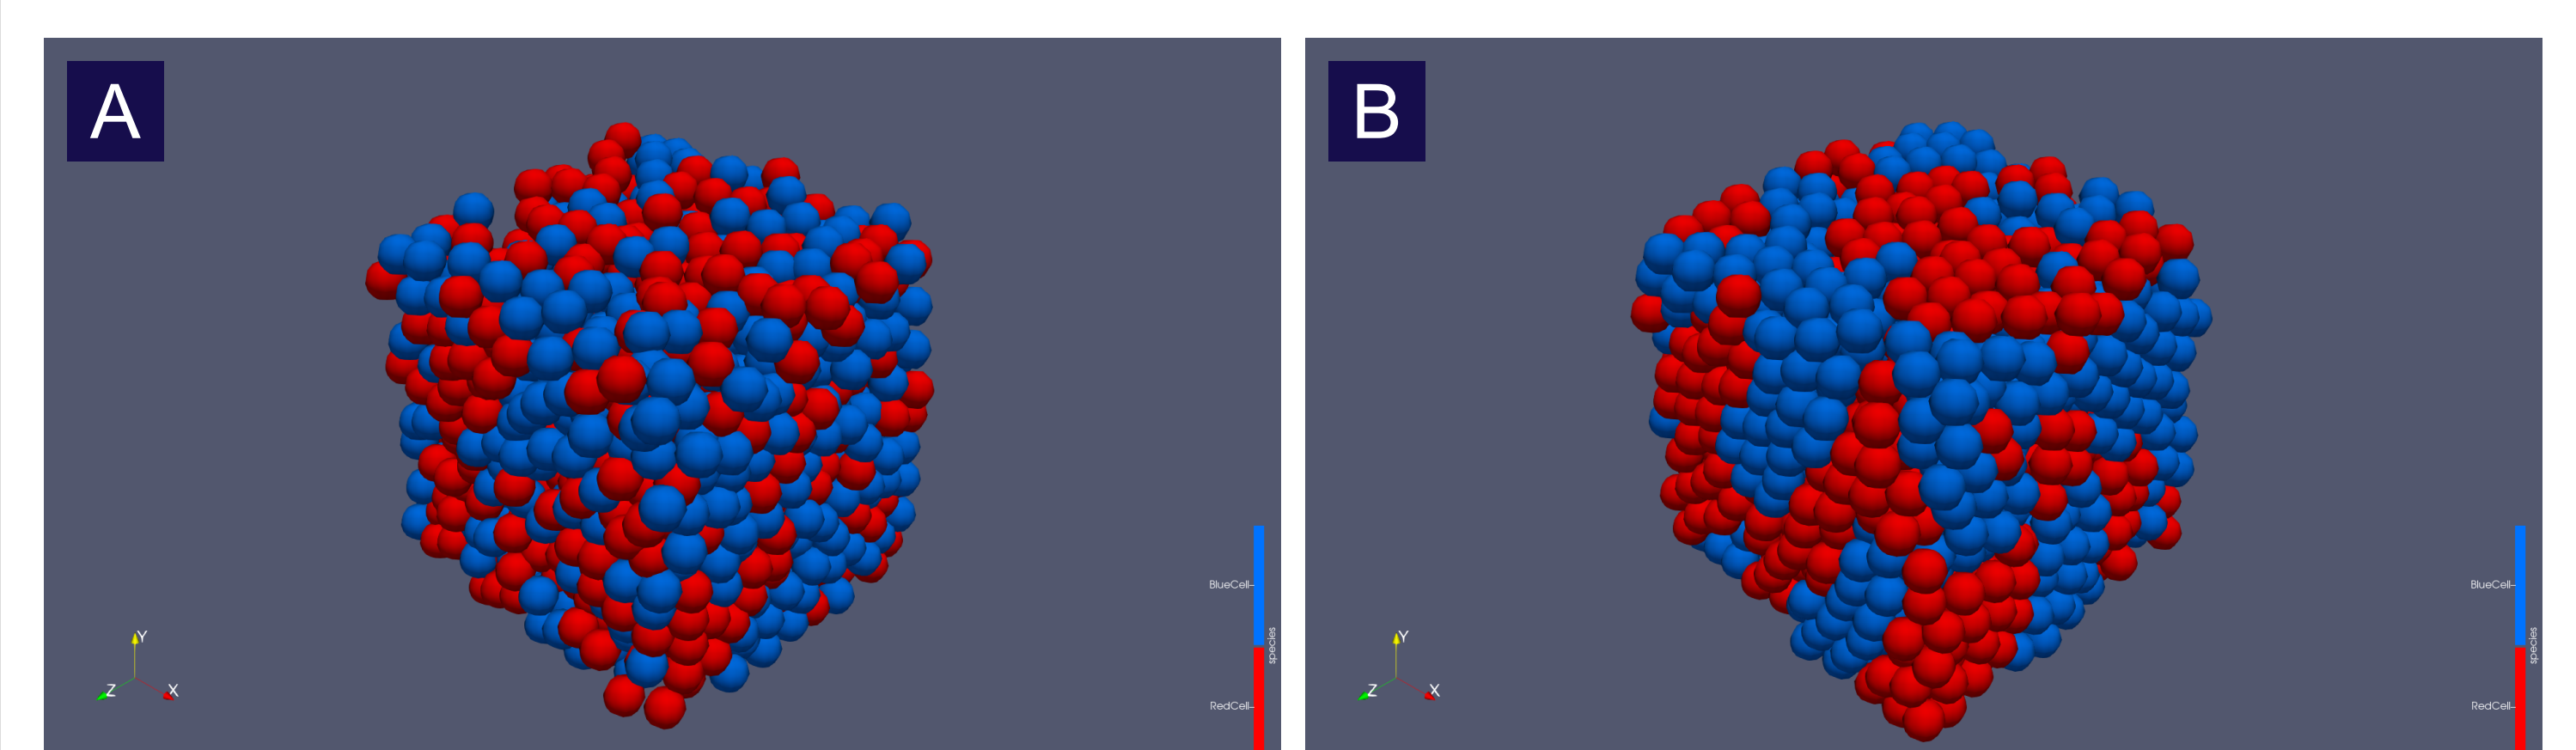 A
BlueCell
RedCell
species
Y
Z
X
B
BlueCell
RedCell
species
Y
Z
X